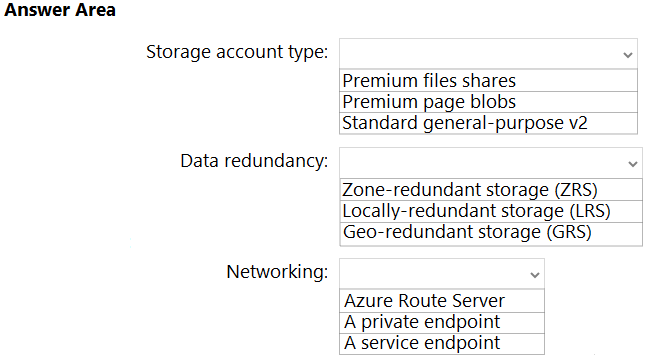 Answer Area
Storage account type:
Premium files shares
Premium page blobs
Standard general-purpose v2
Data redundancy:
Zone-redundant storage (ZRS)
Locally-redundant storage (LRS)
Geo-redundant storage (GRS)
Networking:
Azure Route Server
A private endpoint
A service endpoint